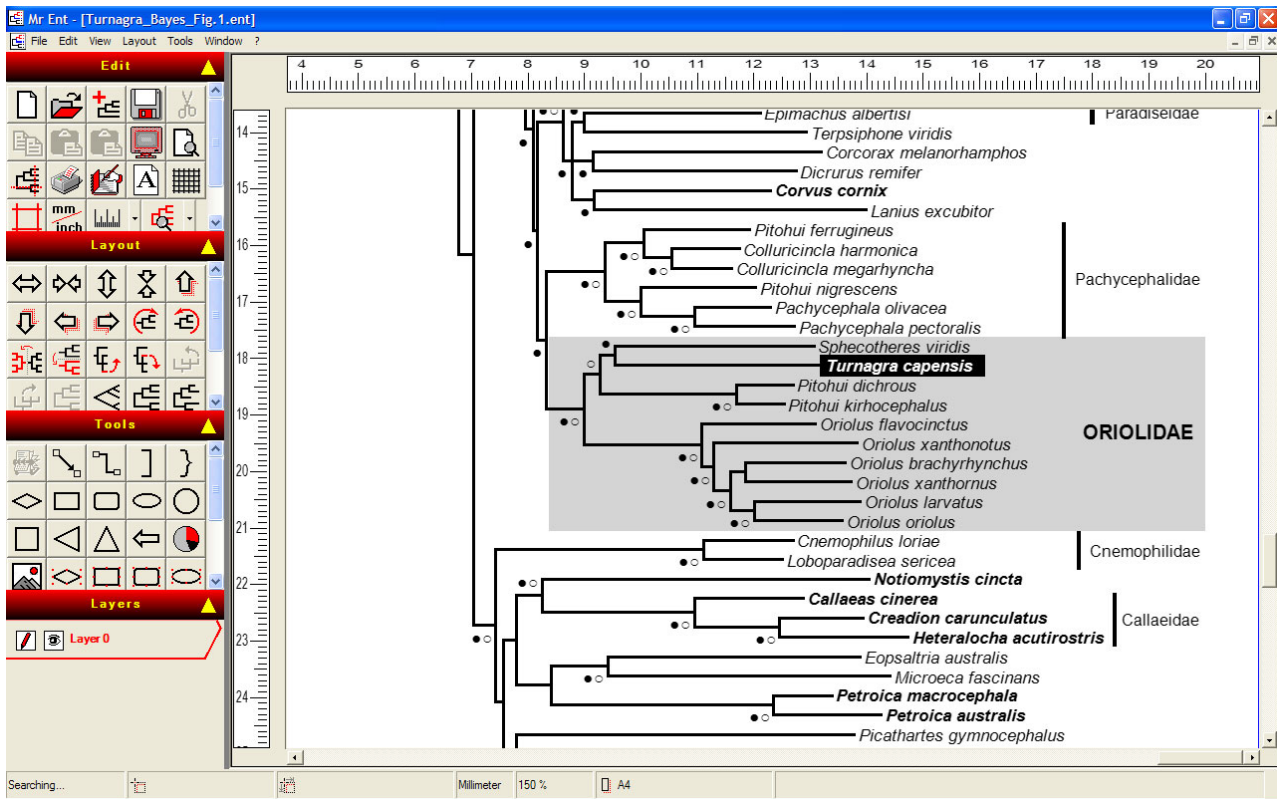 Mr Ent - [Turnagra_Bayes_Fig.1.ent]
File Edit View Layout Tools Window ?
Edit
mm
inch
A
Layout
Tools
Layers
Layer 0
4 5 6 7 8 9 10 11 12 13 14 15 16 17 18 19 20
14
15
16
17
18
19
20
21
22
23
24
Epimachus albertisi
Paradiseidae
Terpsiphone viridis
Corcorax melanorhamphos
Dicrurus remifer
Corvus cornix
Lanius excubitor
Pitohui ferrugineus
Colluricincla harmonica
Colluricincla megarhyncha
Pachycephalidae
Pitohui nigrescens
Pachycephala olivacea
Pachycephala pectoralis
Sphecotheres viridis
Turnagra capensis
Pitohui dichrous
Pitohui kirhocephalus
Oriolus flavocinctus
ORIOLIDAE
Oriolus xanthonotus
Oriolus brachyrhynchus
Oriolus xanthornus
Oriolus larvatus
Oriolus oriolus
Cnemophilus loriae
Cnemophilidae
Loboparadisea sericea
Notiomystis cincta
Callaeas cinerea
Creadion carunculatus
Callaeidae
Heteralocha acutirostris
Eopsaltria australis
Microeca fascinans
Petroica macrocephala
Petroica australis
Picathartes gymnocephalus
Searching... Millimeter 150 % A4